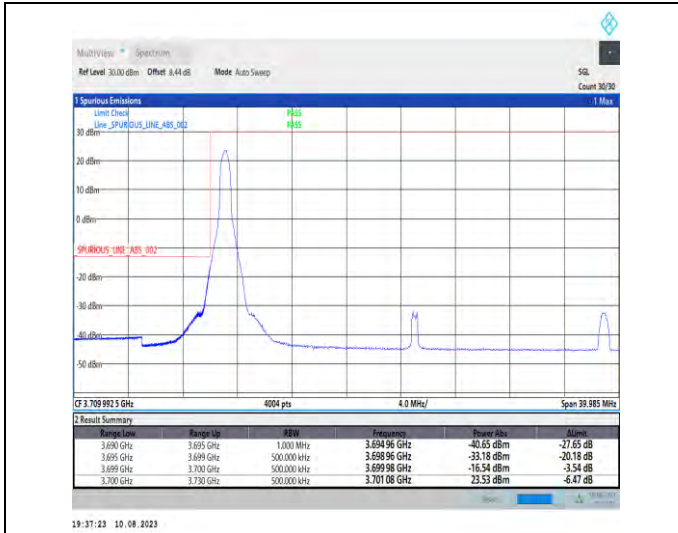 MultiView Spectrum
Ref Level 30.00 dBm Offset 8.44 dB Mode Auto Sweep SGL
Count 30/30
1 Spurious Emissions 1 Max
Limit Check PASS
Line _SPURIOUS_LINE_ABS_002 PASS
30 dBm
20 dBm
10 dBm
0 dBm
SPURIOUS_LINE_ABS_002
-20 dBm
-30 dBm
-40 dBm
-50 dBm
CF 3.709 992 5 GHz 4004 pts 4.0 MHz/ Span 39.985 MHz
2 Result Summary
Range Low Range Up RBW Frequency Power Abs ΔLimit
3.690 GHz 3.695 GHz 1.000 MHz 3.694 96 GHz -40.65 dBm -27.65 dB
3.695 GHz 3.699 GHz 500.000 kHz 3.698 96 GHz -33.18 dBm -20.18 dB
3.699 GHz 3.700 GHz 500.000 kHz 3.699 98 GHz -16.54 dBm -3.54 dB
3.700 GHz 3.730 GHz 500.000 kHz 3.701 08 GHz 23.53 dBm -6.47 dB
19:37:23 10.08.2023